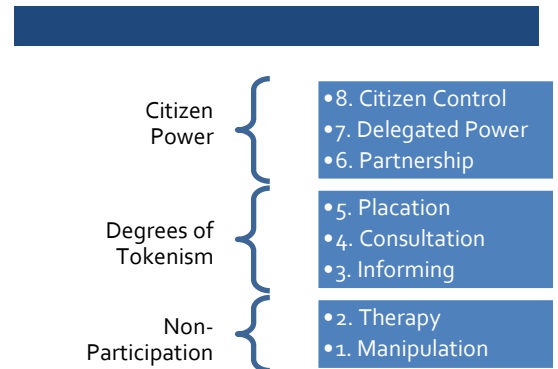 Citizen
Power
•8. Citizen Control
•7. Delegated Power
•6. Partnership
Degrees of
Tokenism
•5. Placation
•4. Consultation
•3. Informing
Non-
Participation
•2. Therapy
•1. Manipulation